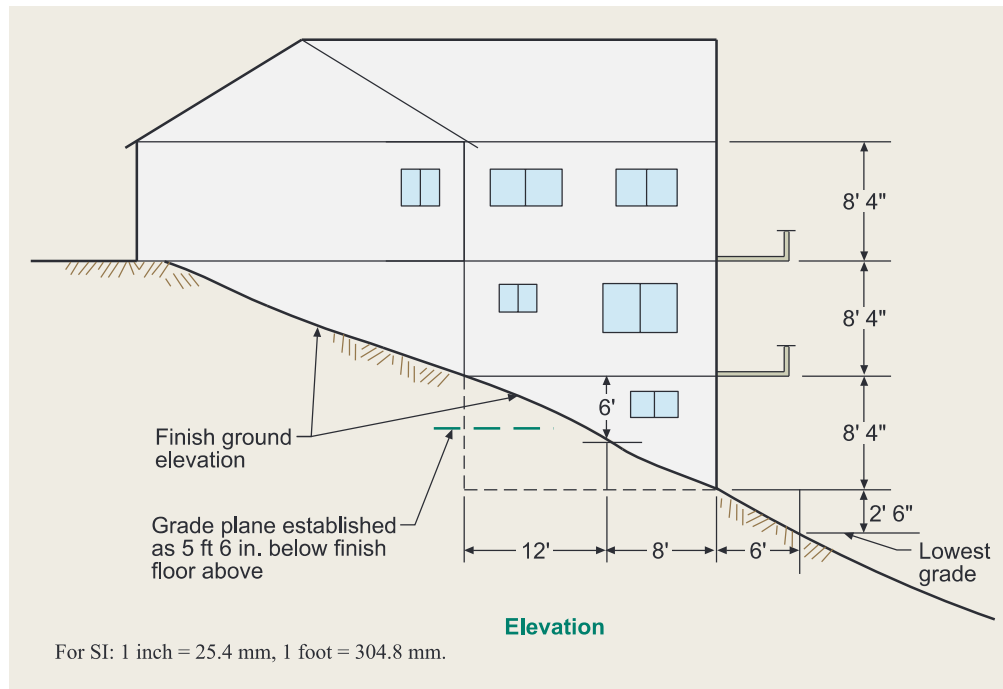 8' 4"
8' 4"
6'
8' 4"
Finish ground
elevation
Grade plane established
as 5 ft 6 in. below finish
floor above
2' 6"
12'
8'
6'
Lowest
grade
Elevation
For SI: 1 inch = 25.4 mm, 1 foot = 304.8 mm.